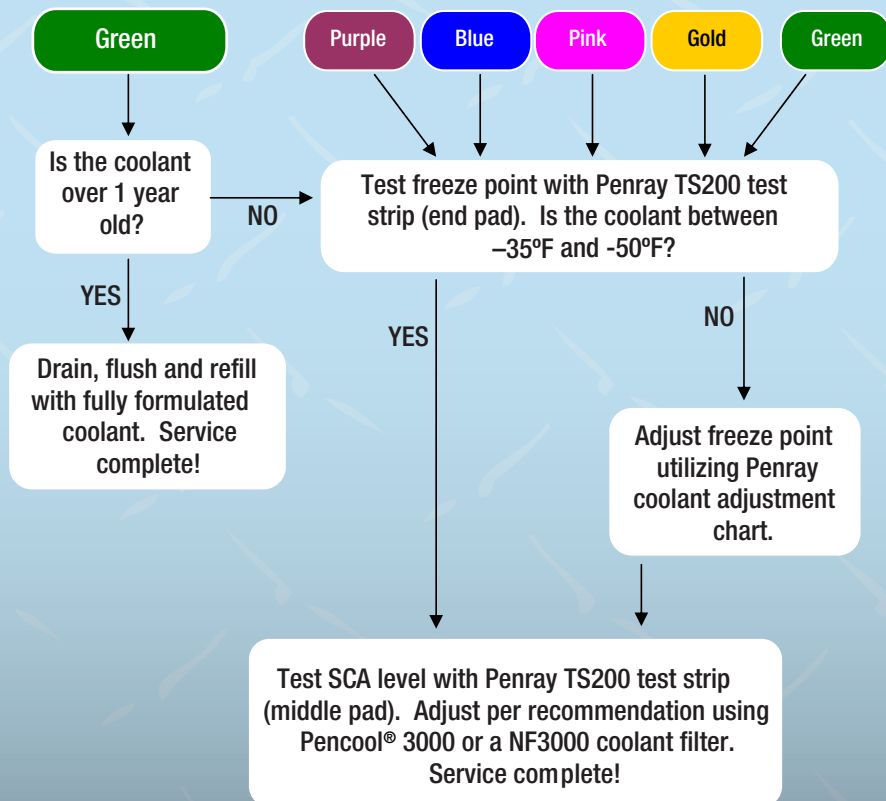 Green
Purple
Blue
Pink
Gold
Green
Is the coolant
over 1 year
old?
NO
Test freeze point with Penray TS200 test
strip (end pad). Is the coolant between
–35ºF and -50ºF?
YES
YES
NO
Drain, flush and refill
with fully formulated
coolant. Service
complete!
Adjust freeze point
utilizing Penray
coolant adjustment
chart.
Test SCA level with Penray TS200 test strip
(middle pad). Adjust per recommendation using
Pencool® 3000 or a NF3000 coolant filter.
Service complete!